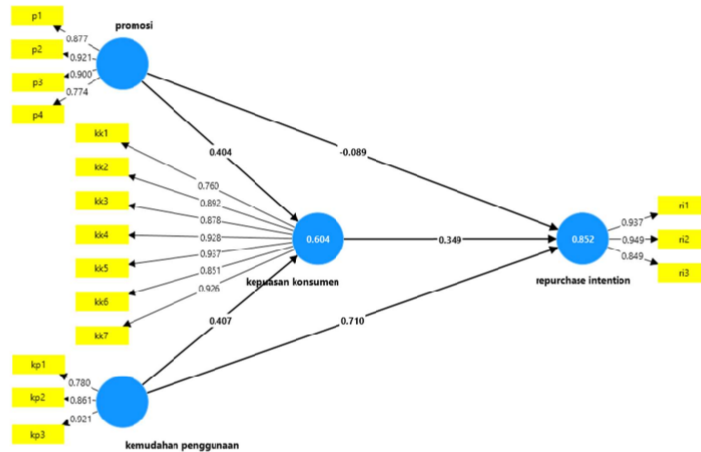 promosi
p1
0.877
p2
0.921
p3
0.900
p4
0.774
kk1
0.760
kk2
0.892
kk3
0.878
kk4
0.928
kk5
0.937
kk6
0.851
kk7
0.926
0.404
-0.089
0.604
kepuasan konsumen
0.349
0.852
repurchase intention
0.937
ri1
0.949
ri2
0.849
ri3
0.407
0.710
kp1
0.780
kp2
0.861
kp3
0.921
kemudahan penggunaan